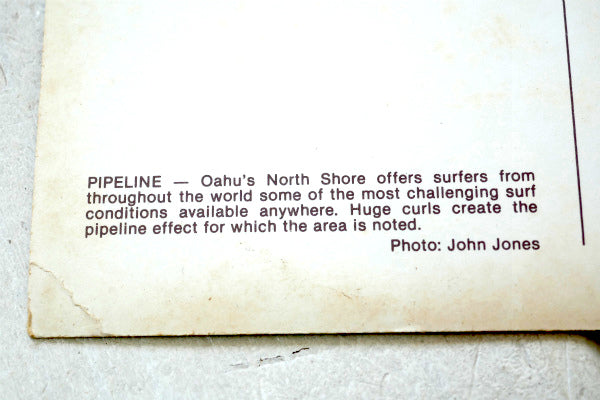 PIPELINE — Oahu's North Shore offers surfers from
throughout the world some of the most challenging surf
conditions available anywhere. Huge curls create the
pipeline effect for which the area is noted.
Photo: John Jones